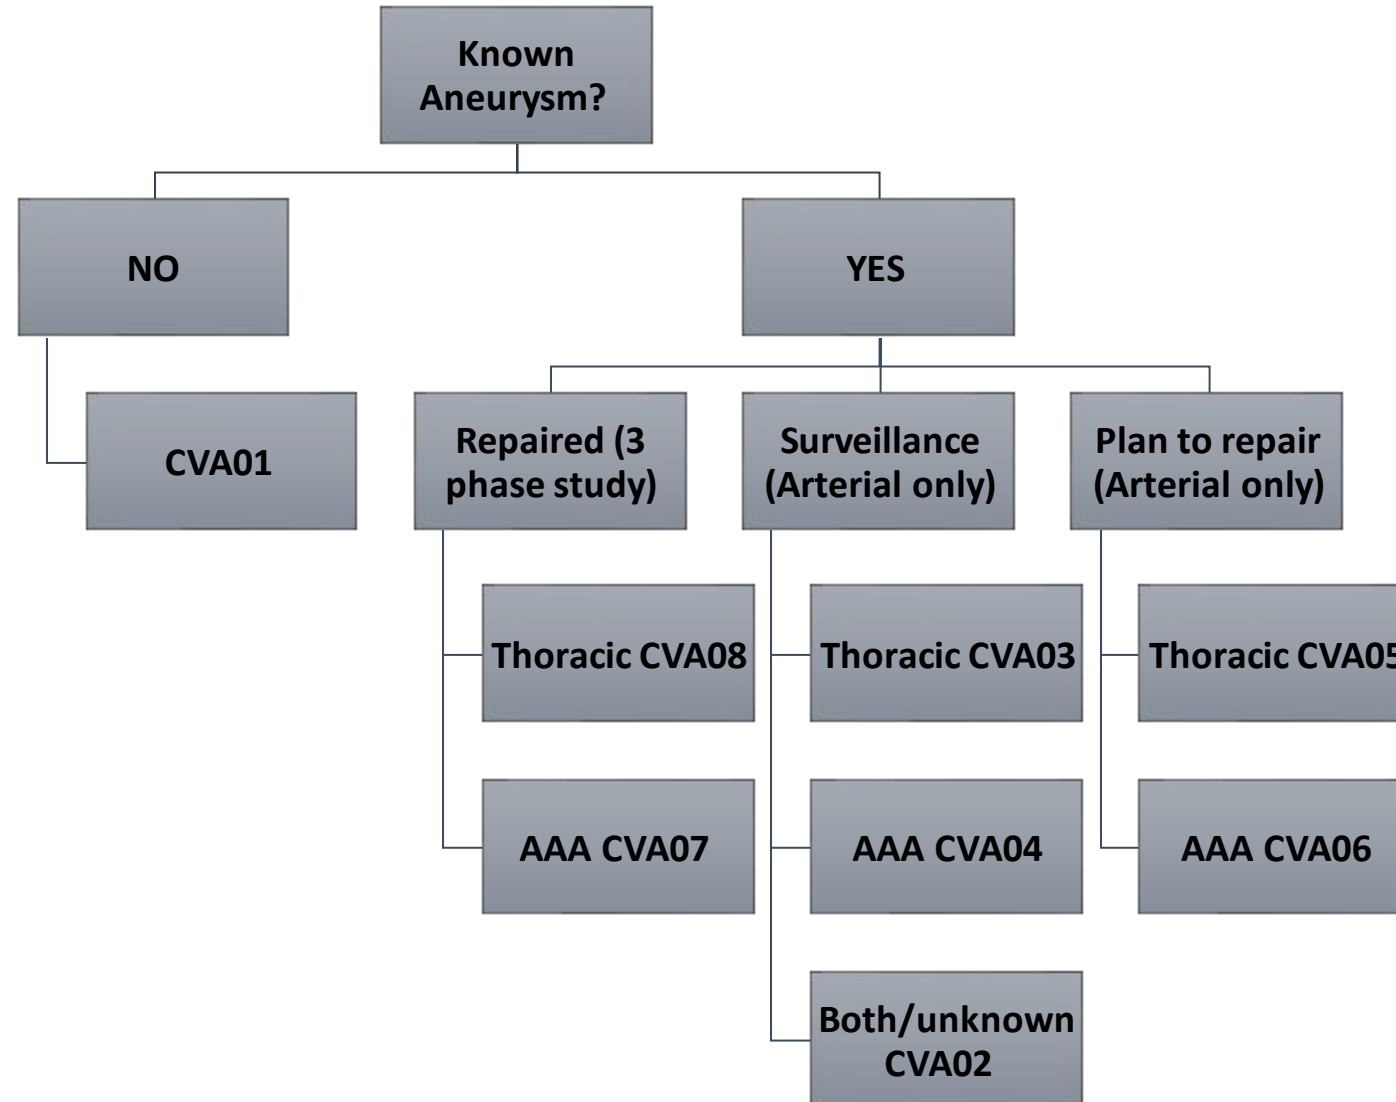 Known
Aneurysm?
NO
YES
CVA01
Repaired (3
phase study)
Surveillance
(Arterial only)
Plan to repair
(Arterial only)
Thoracic CVA08
Thoracic CVA03
Thoracic CVA05
AAA CVA07
AAA CVA04
AAA CVA06
Both/unknown
CVA02